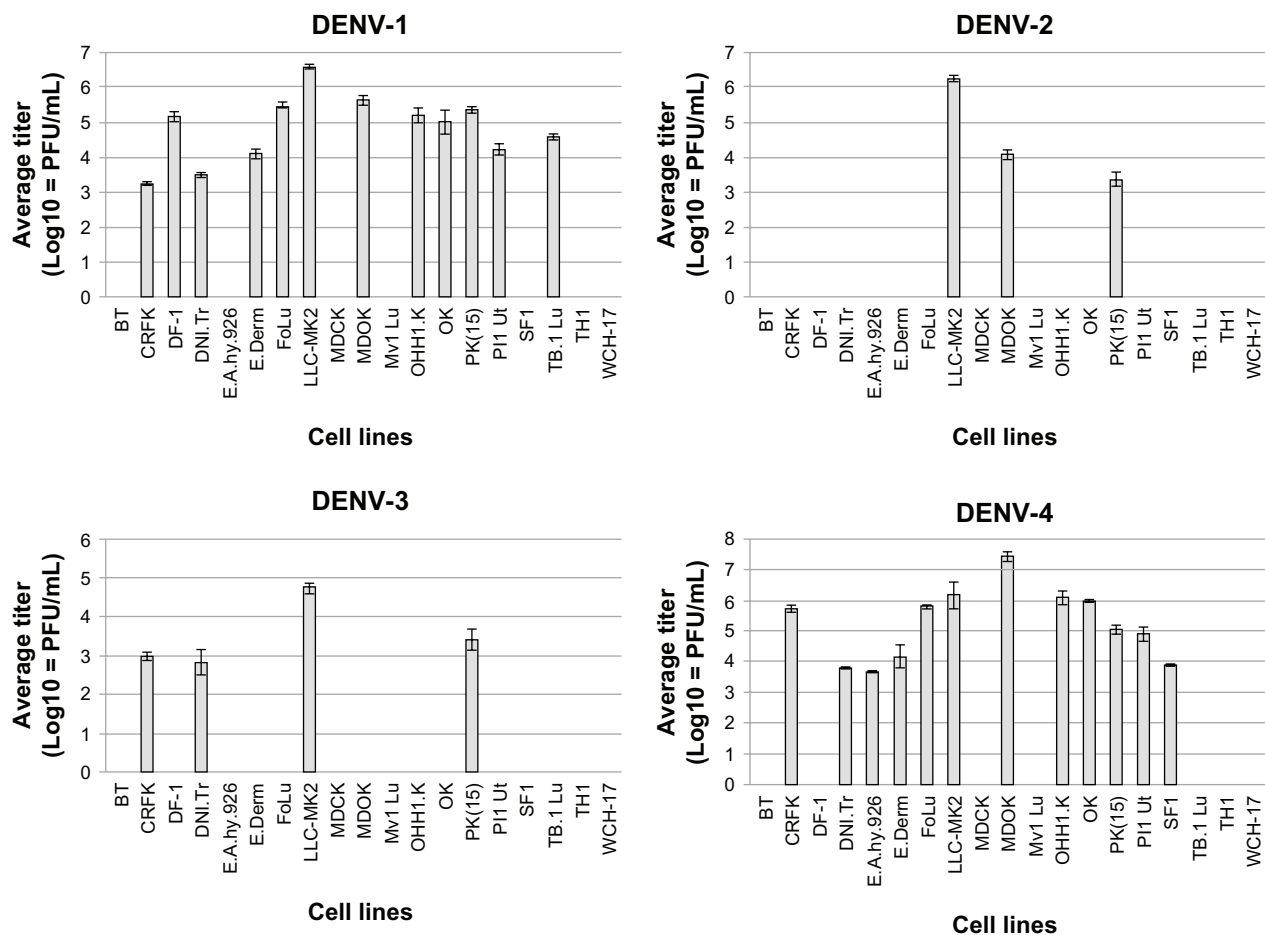 DENV-1
Average titer
(Log10 = PFU/mL)
7
6
5
4
3
2
1
0
BT
CRFK
DF-1
DNI.Tr
E.A.hy.926
E.Derm
FoLu
LLC-MK2
MDCK
MDOK
Mv1 Lu
OHH1.K
OK
PK(15)
PI1 Ut
SF1
TB.1 Lu
TH1
WCH-17
Cell lines
DENV-2
Average titer
(Log10 = PFU/mL)
7
6
5
4
3
2
1
0
BT
CRFK
DF-1
DNI.Tr
E.A.hy.926
E.Derm
FoLu
LLC-MK2
MDCK
MDOK
Mv1 Lu
OHH1.K
OK
PK(15)
PI1 Ut
SF1
TB.1 Lu
TH1
WCH-17
Cell lines
DENV-3
Average titer
(Log10 = PFU/mL)
6
5
4
3
2
1
0
BT
CRFK
DF-1
DNI.Tr
E.A.hy.926
E.Derm
FoLu
LLC-MK2
MDCK
MDOK
Mv1 Lu
OHH1.K
OK
PK(15)
PI1 Ut
SF1
TB.1 Lu
TH1
WCH-17
Cell lines
DENV-4
Average titer
(Log10 = PFU/mL)
8
7
6
5
4
3
2
1
0
BT
CRFK
DF-1
DNI.Tr
E.A.hy.926
E.Derm
FoLu
LLC-MK2
MDCK
MDOK
Mv1 Lu
OHH1.K
OK
PK(15)
PI1 Ut
SF1
TB.1 Lu
TH1
WCH-17
Cell lines